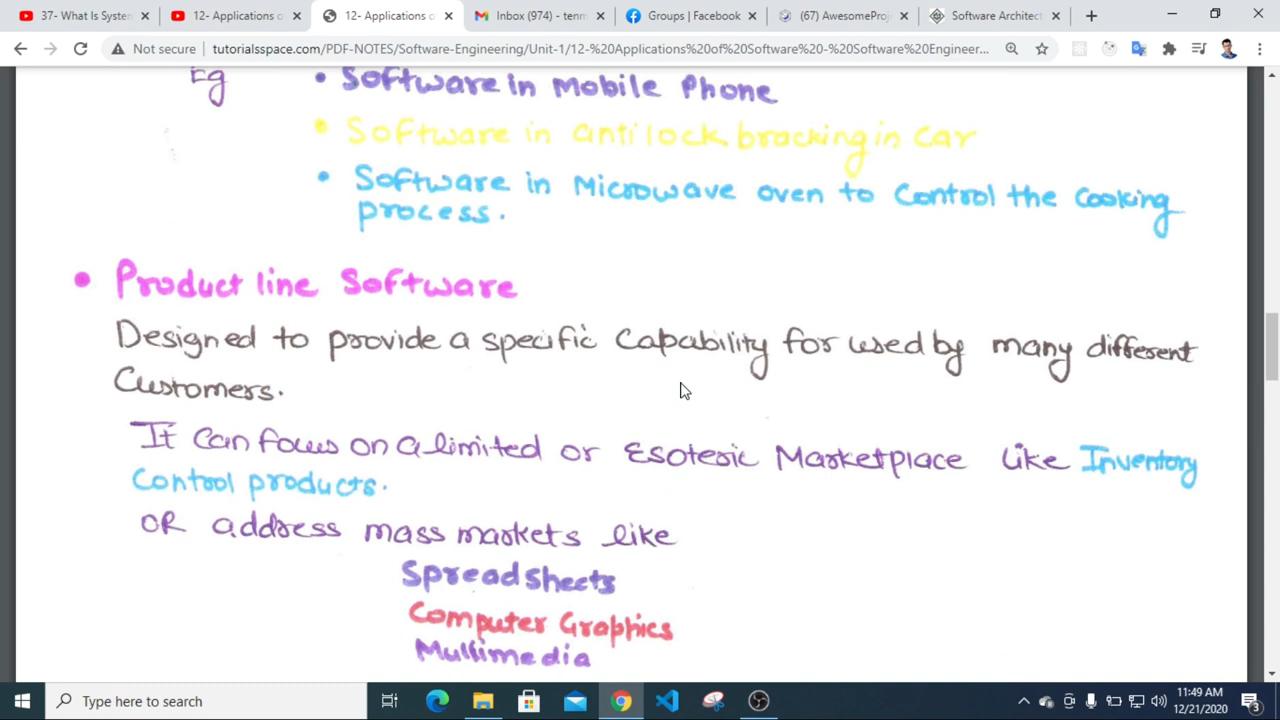 37- What Is System
12- Applications o
12- Applications o
Inbox (974) - tenm
Groups | Facebook
(67) AwesomeProj
Software Architect
Not secure
tutorialsspace.com/PDF-NOTES/Software-Engineering/Unit-1/12-%20Applications%20of%20Software%20-%20Software%20Engineer...
Eg
• Software in Mobile Phone
• Software in anti lock bracking in Car
• Software in Microwave oven to Control the Cooking
process.
• Product line Software
Designed to provide a specific Capability for used by many different
Customers.
It Can focus on a limited or Esoteric Marketplace like Inventory
Control products.
OR address mass markets like
Spreadsheets
Computer Graphics
Multimedia
Type here to search
11:49 AM
12/21/2020
3